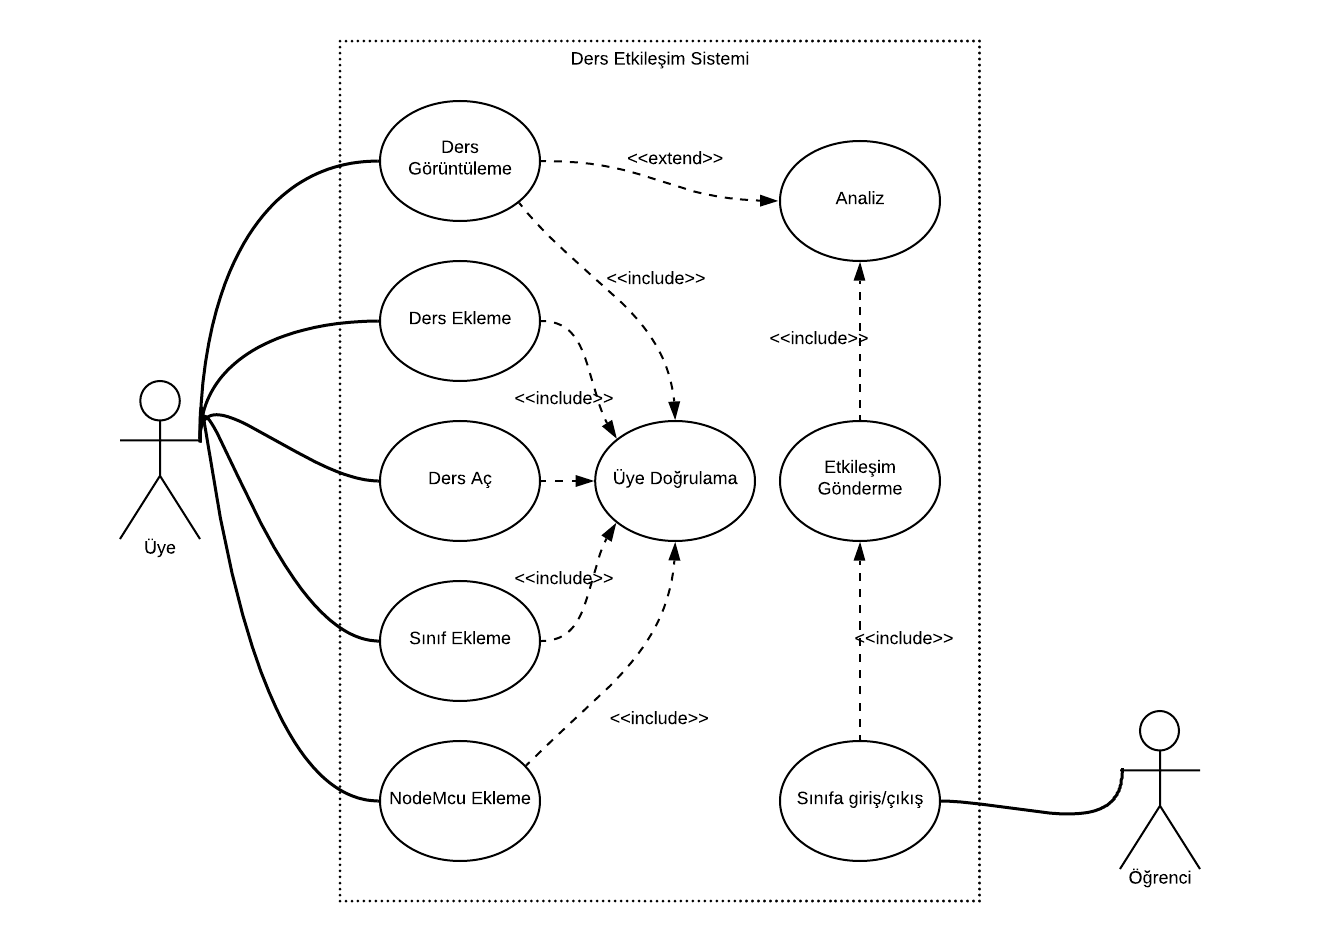 Ders Etkileşim Sistemi
Ders
Görüntüleme
<<extend>>
Analiz
<<include>>
Ders Ekleme
<<include>>
<<include>>
Üye
Ders Aç
Üye Doğrulama
Etkileşim
Gönderme
<<include>>
Sınıf Ekleme
<<include>>
<<include>>
NodeMcu Ekleme
Sınıfa giriş/çıkış
Öğrenci